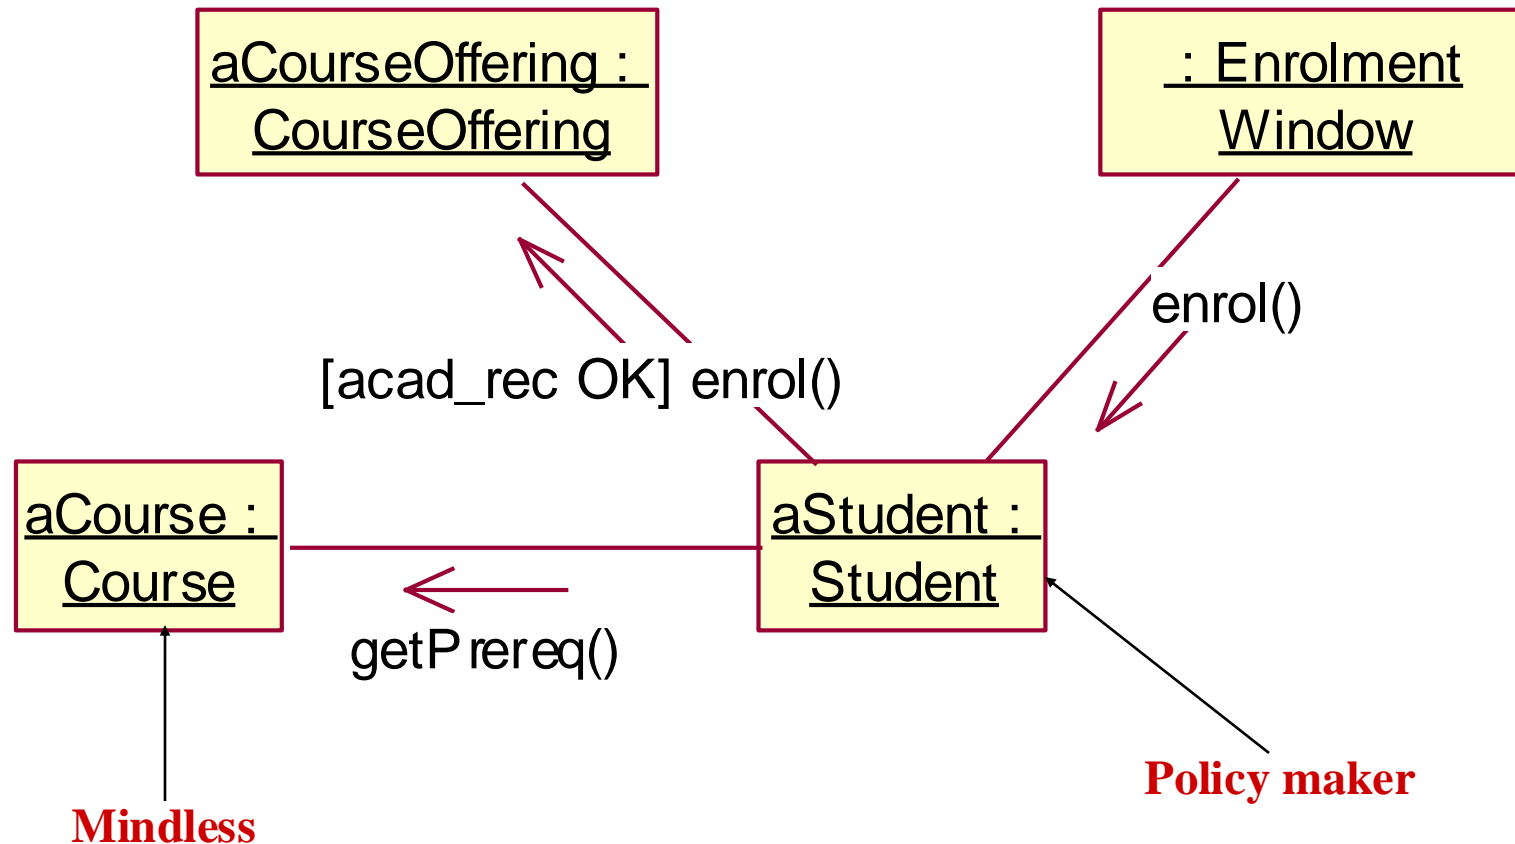 aCourseOffering :
CourseOffering
: Enrolment
Window
enrol()
[acad_rec OK] enrol()
aCourse :
Course
aStudent :
Student
getPrereq()
Policy maker
Mindless